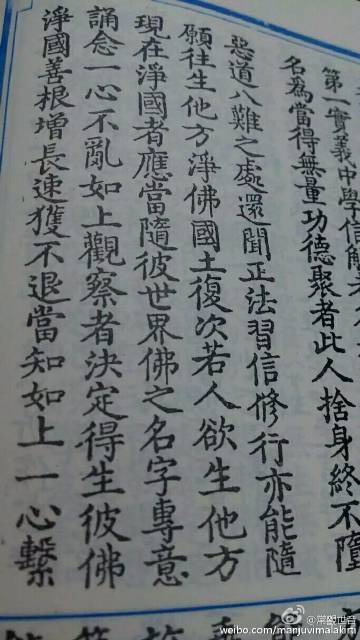 第一實義中學信解
名為當得無量功德聚者此人捨身終不墮
惡道八難之處還聞正法習信修行亦能隨
願往生他方淨佛國土復次若人欲生他方
現在淨國者應當隨彼世界佛之名字專意
誦念一心不亂如上觀察者決定得生彼佛
淨國善根增長速獲不退當知如上一心繫
@常觀世音
weibo.com/manjuvimalakirti